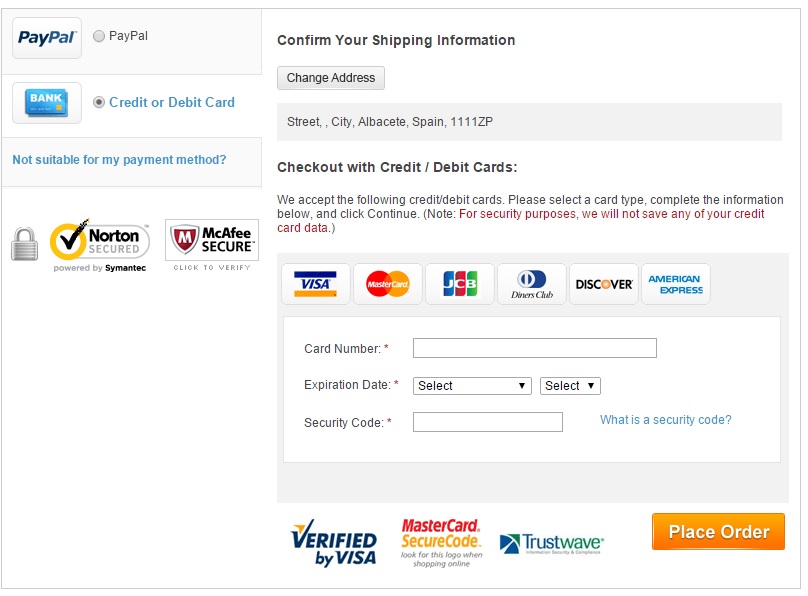 PayPal
PayPal
BANK
Credit or Debit Card
Not suitable for my payment method?
Norton
SECURED
powered by Symantec
McAfee
SECURE™
CLICK TO VERIFY
Confirm Your Shipping Information
Change Address
Street, , City, Albacete, Spain, 1111ZP
Checkout with Credit / Debit Cards:
We accept the following credit/debit cards. Please select a card type, complete the information
below, and click Continue. (Note: For security purposes, we will not save any of your credit
card data.)
VISA
MasterCard
JCB
Diners Club
DISCOVER
AMERICAN
EXPRESS
Card Number: *
Expiration Date: * Select Select
Security Code: * What is a security code?
VERIFIED
by VISA
MasterCard.
SecureCode.
look for this logo when
shopping online
Trustwave®
Information Security & Compliance
Place Order